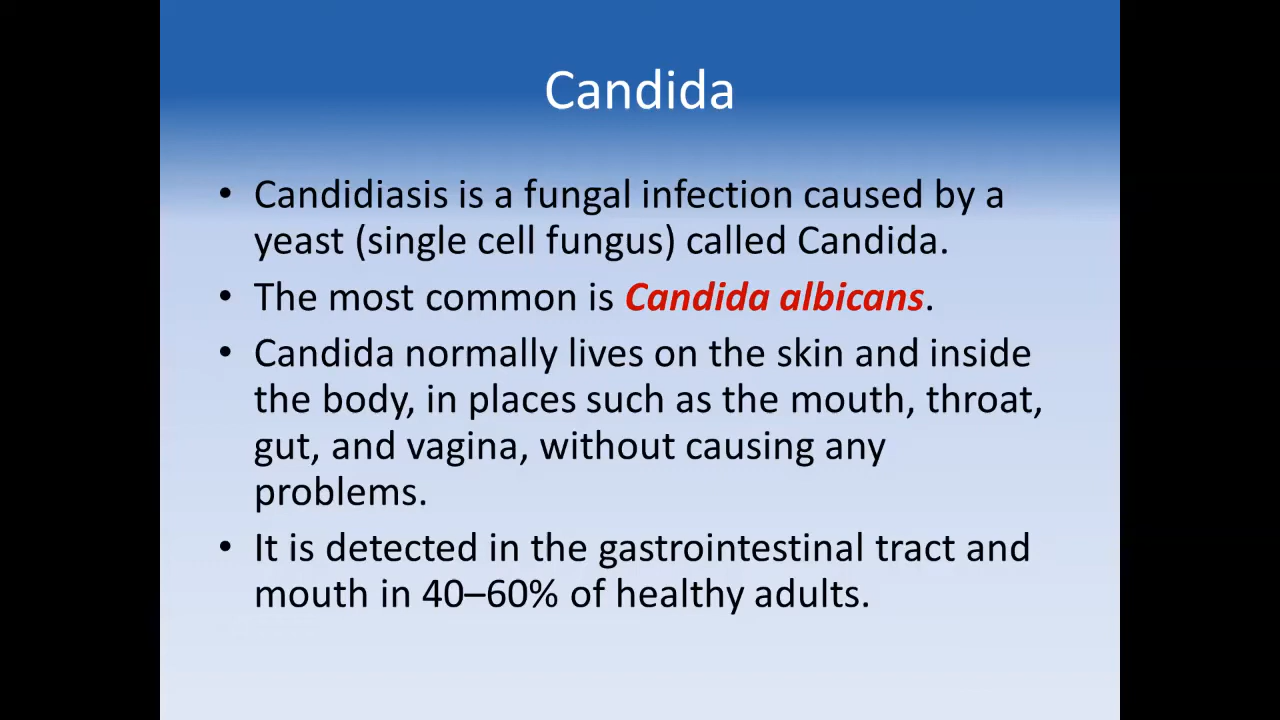 Candida
• Candidiasis is a fungal infection caused by a
yeast (single cell fungus) called Candida.
• The most common is Candida albicans.
• Candida normally lives on the skin and inside
the body, in places such as the mouth, throat,
gut, and vagina, without causing any
problems.
• It is detected in the gastrointestinal tract and
mouth in 40–60% of healthy adults.